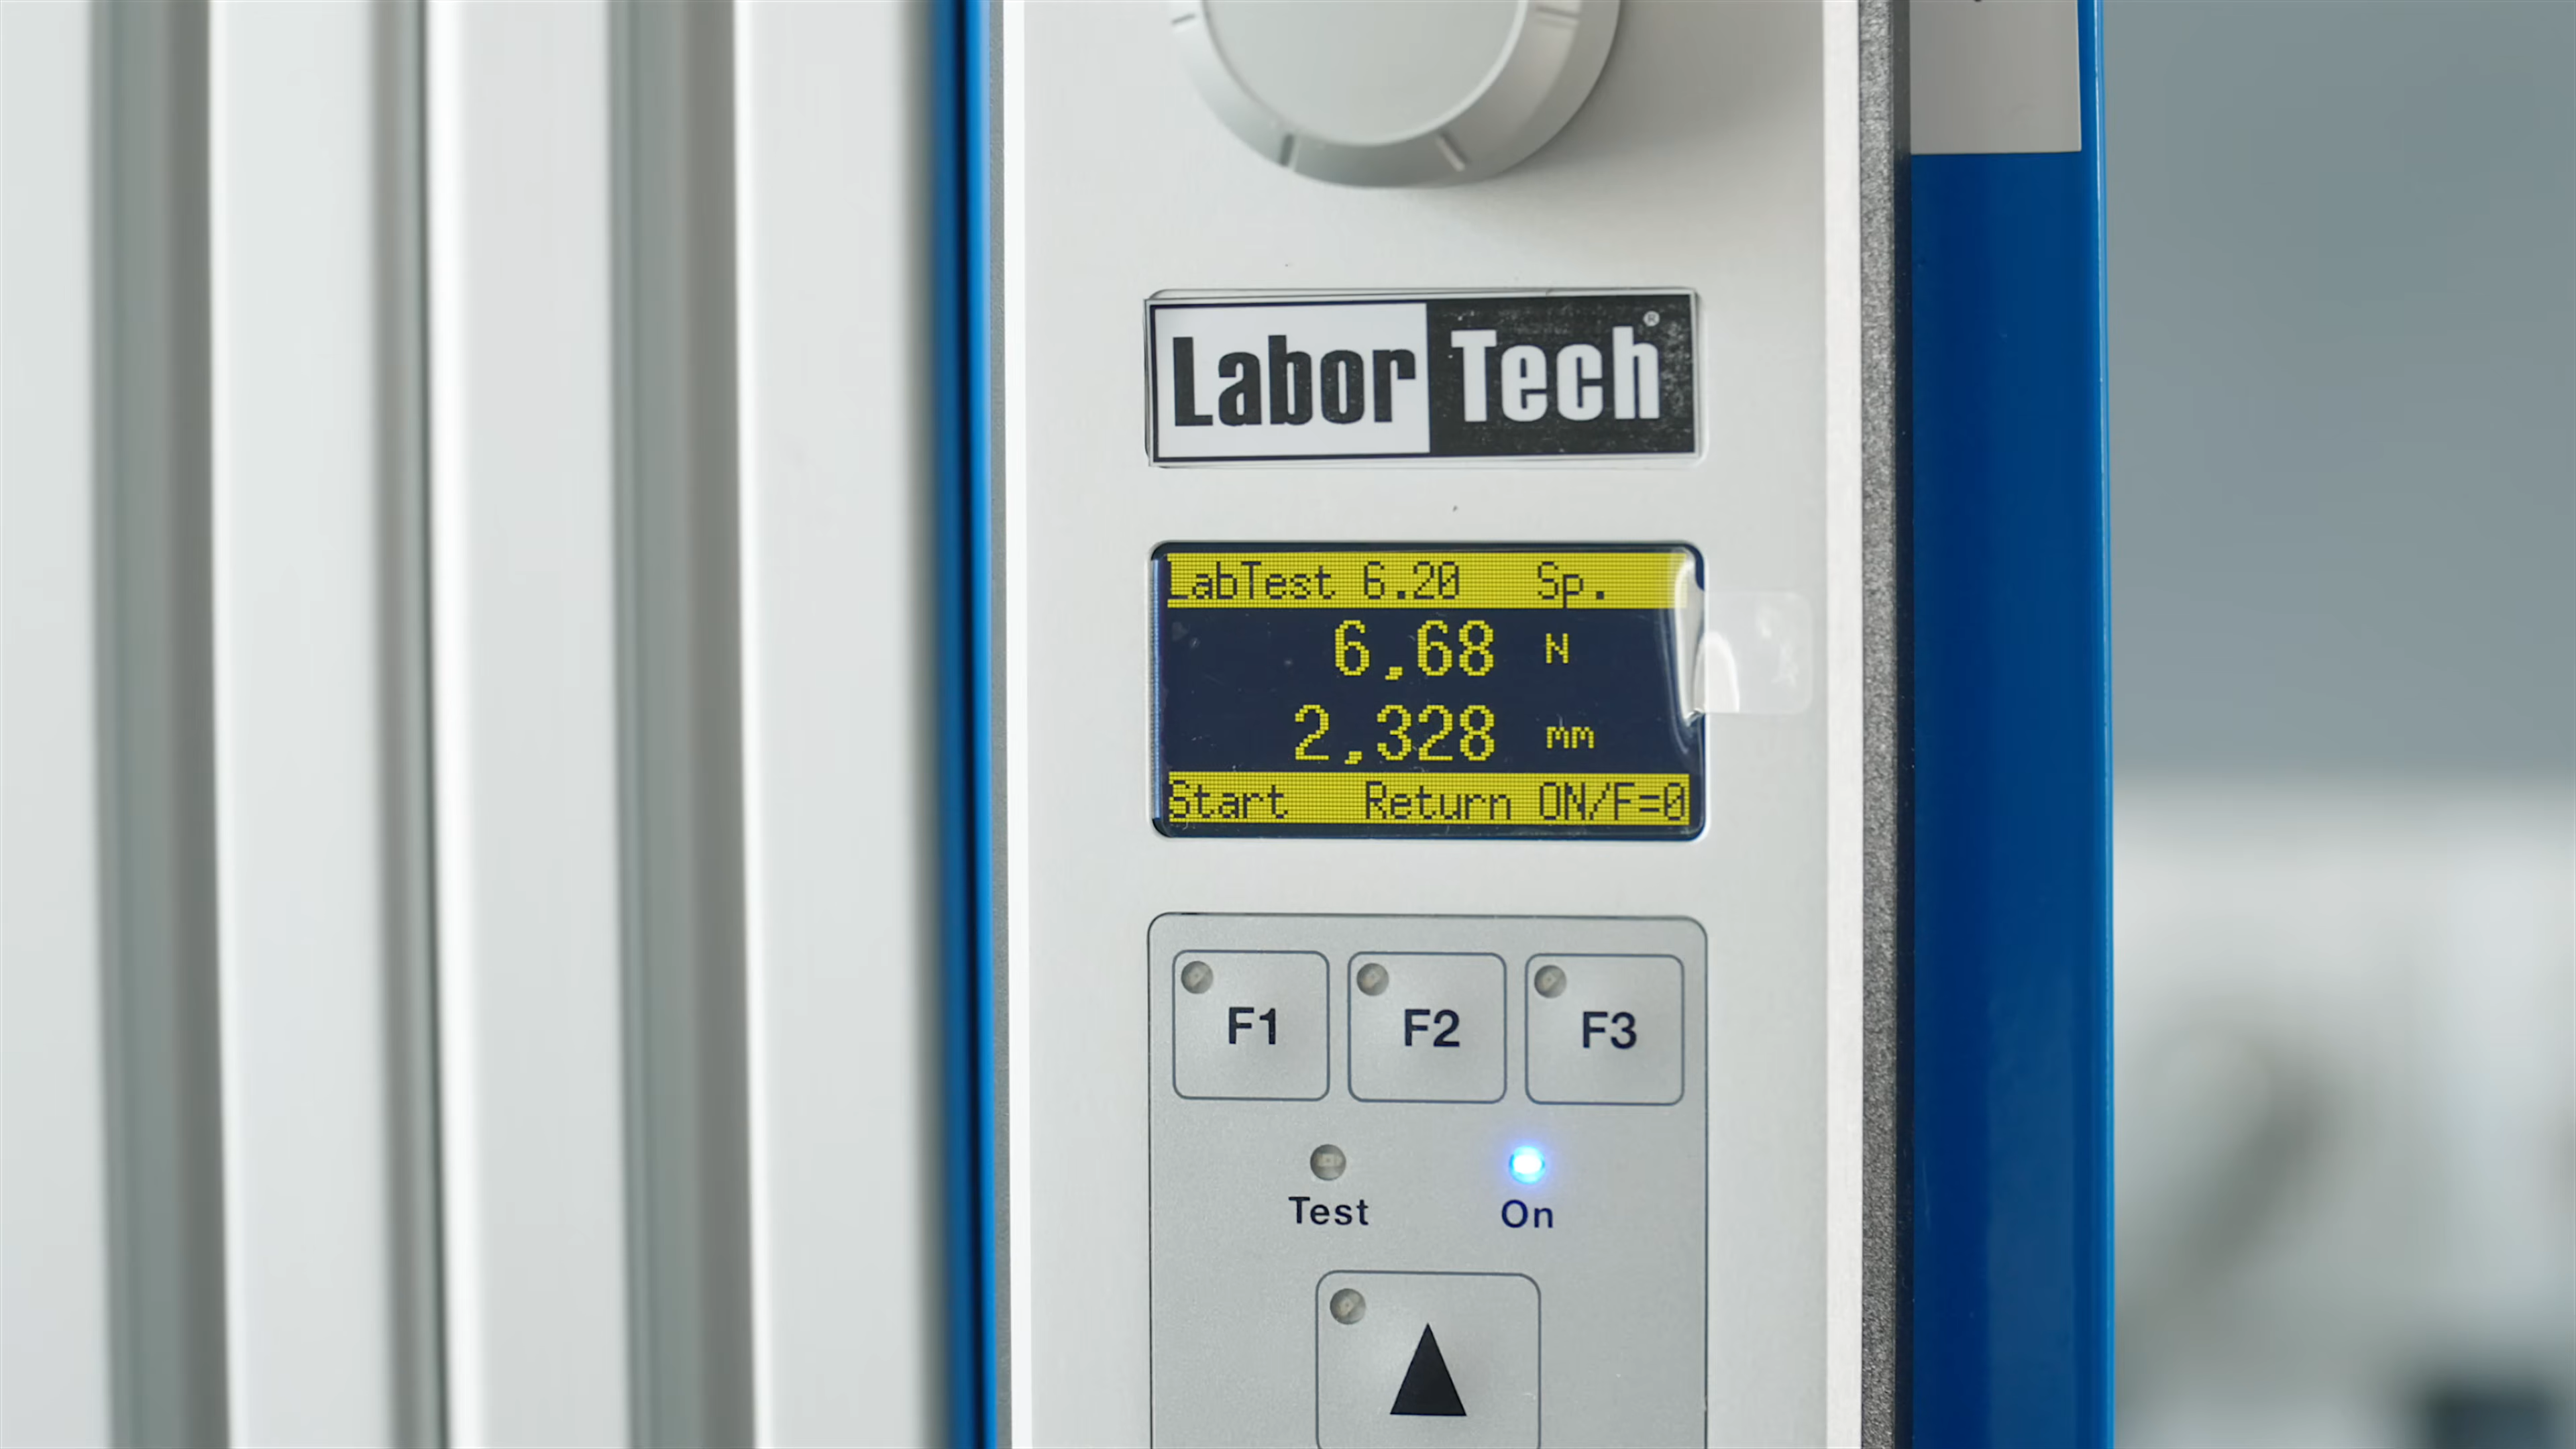 Labor Tech®
LabTest 6.20 Sp.
6,68 N
2,328 mm
Start Return ON/F=0
F1 F2 F3
Test On